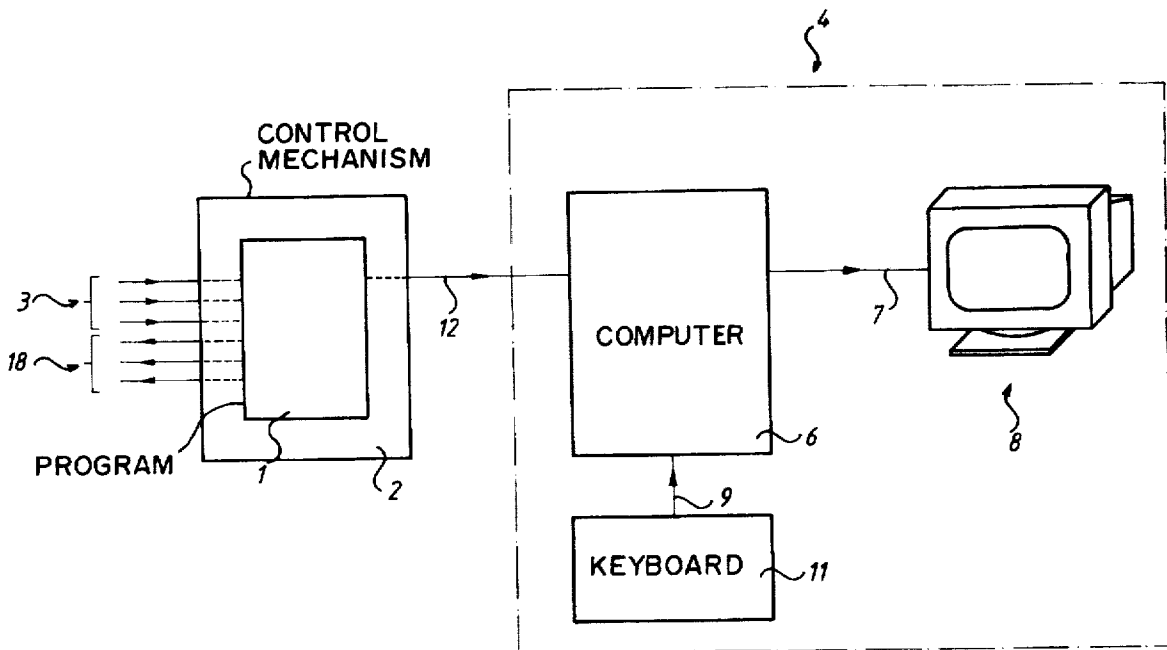 4
CONTROL
MECHANISM
3
12
7
COMPUTER
18
8
6
PROGRAM
1
2
9
KEYBOARD
11